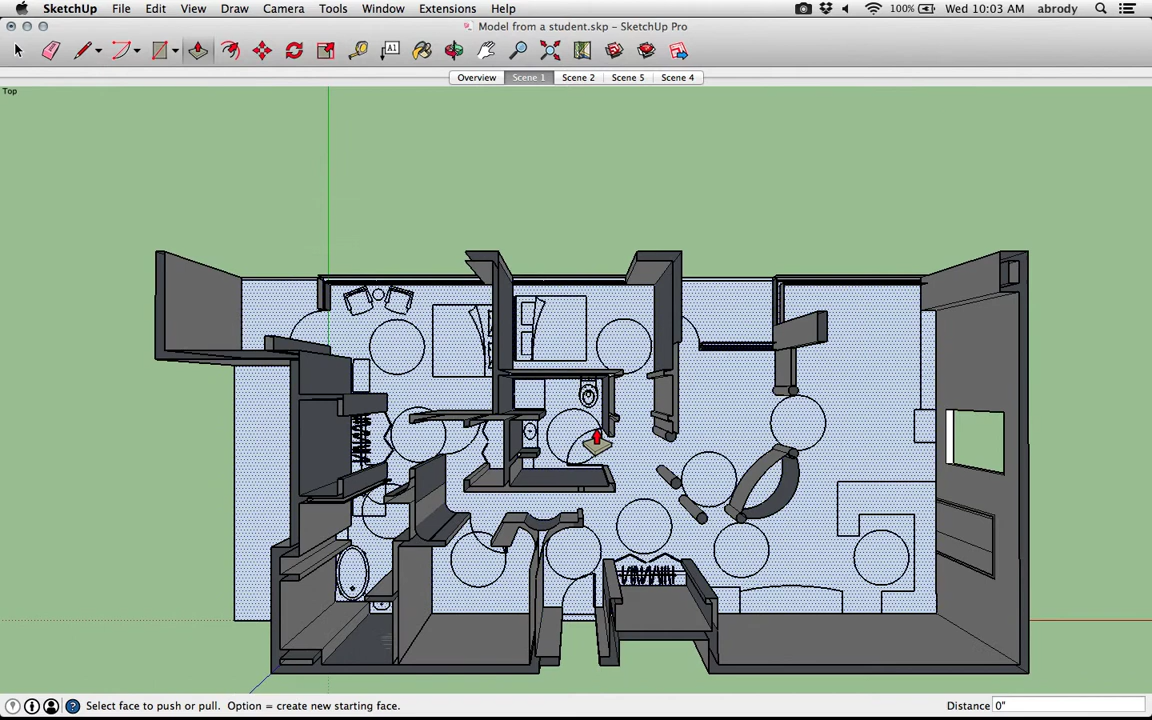 SketchUp File Edit View Draw Camera Tools Window Extensions Help 100% Wed 10:03 AM abrody
Model from a student.skp – SketchUp Pro
A1
Overview Scene 1 Scene 2 Scene 5 Scene 4
Top
Select face to push or pull. Option = create new starting face. Distance 0"